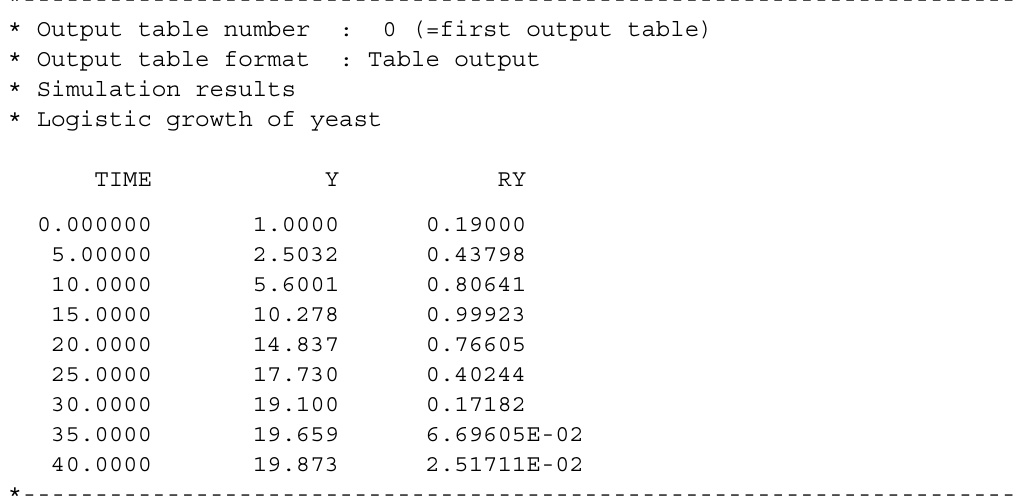 *----------------------------------------------------------------------
* Output table number  :  0 (=first output table)
* Output table format  : Table output
* Simulation results
* Logistic growth of yeast
      TIME            Y           RY
  0.000000       1.0000      0.19000
   5.00000       2.5032      0.43798
   10.0000       5.6001      0.80641
   15.0000       10.278      0.99923
   20.0000       14.837      0.76605
   25.0000       17.730      0.40244
   30.0000       19.100      0.17182
   35.0000       19.659      6.69605E-02
   40.0000       19.873      2.51711E-02
*----------------------------------------------------------------------